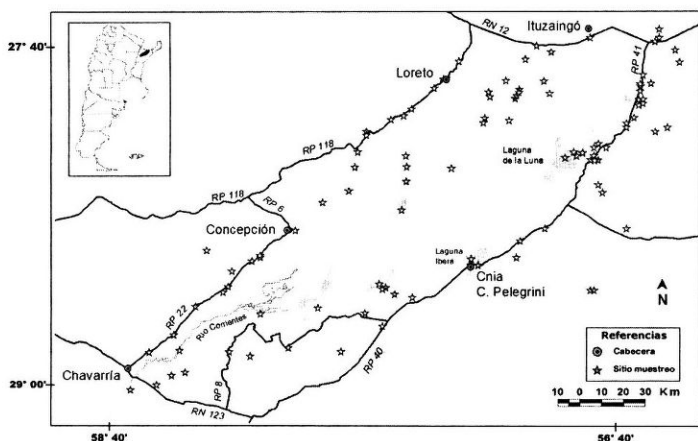 27° 40'
RN 12
Ituzaingó
RP 41
Loreto
RP 118
Laguna
de la Luna
RP 118
RP 6
Concepción
Laguna
Iberá
Cnia
C. Pelegrini
N
RP 22
Rio Corrientes
Referencias
Cabecera
Sitio muestreo
Chavarría
RP 8
RP 40
29° 00'
RN 123
10 0 10 20 30 Km
58° 40'
56° 40'